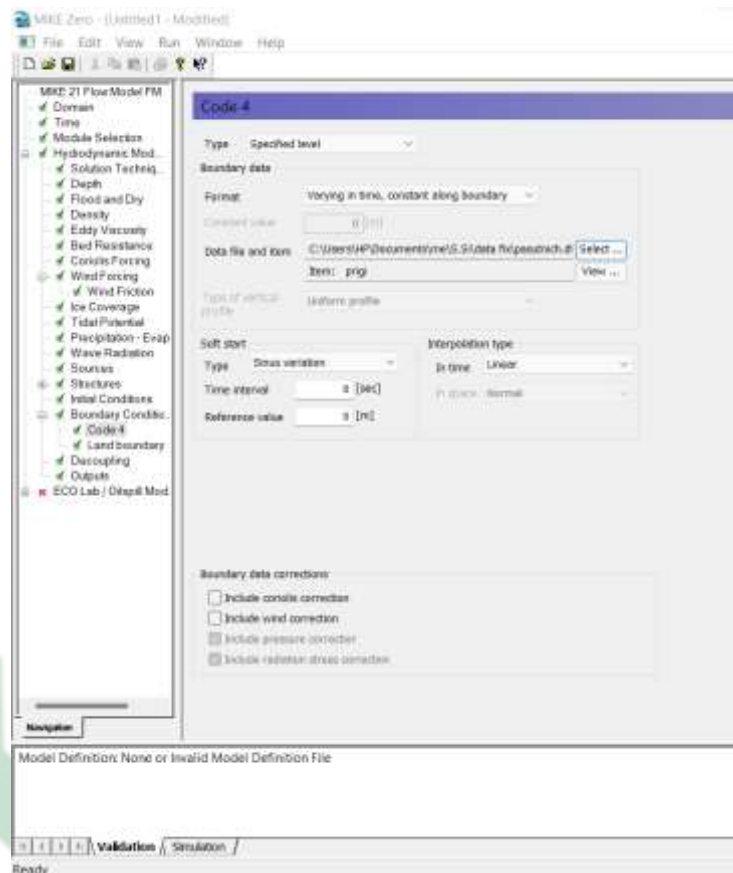 MIKE Zero - [Untitled1 - Modified]
File Edit View Run Window Help
MIKE 21 Flow Model FM
Domain
Time
Module Selection
Hydrodynamic Mod...
Solution Techniq...
Depth
Flood and Dry
Density
Eddy Viscosity
Bed Resistance
Coriolis Forcing
Wind Forcing
Wind Friction
Ice Coverage
Tidal Potential
Precipitation - Evap
Wave Radiation
Sources
Structures
Initial Conditions
Boundary Conditio...
Code 4
Land boundary
Decoupling
Outputs
ECO Lab / Oilspill Mod
Navigation
Code 4
Type Specified level
Boundary data
Format Varying in time, constant along boundary
Constant value 0 [m]
Data file and item Select ...
Item: prigi View ...
Type of vertical profile Uniform profile
Soft start
Type Sinus variation
Time interval 0 [sec]
Reference value 0 [m]
Interpolation type
In time Linear
In space Normal
Boundary data corrections
Include coriolis correction
Include wind correction
Include pressure correction
Include radiation stress correction
Model Definition: None or Invalid Model Definition File
Validation Simulation
Ready